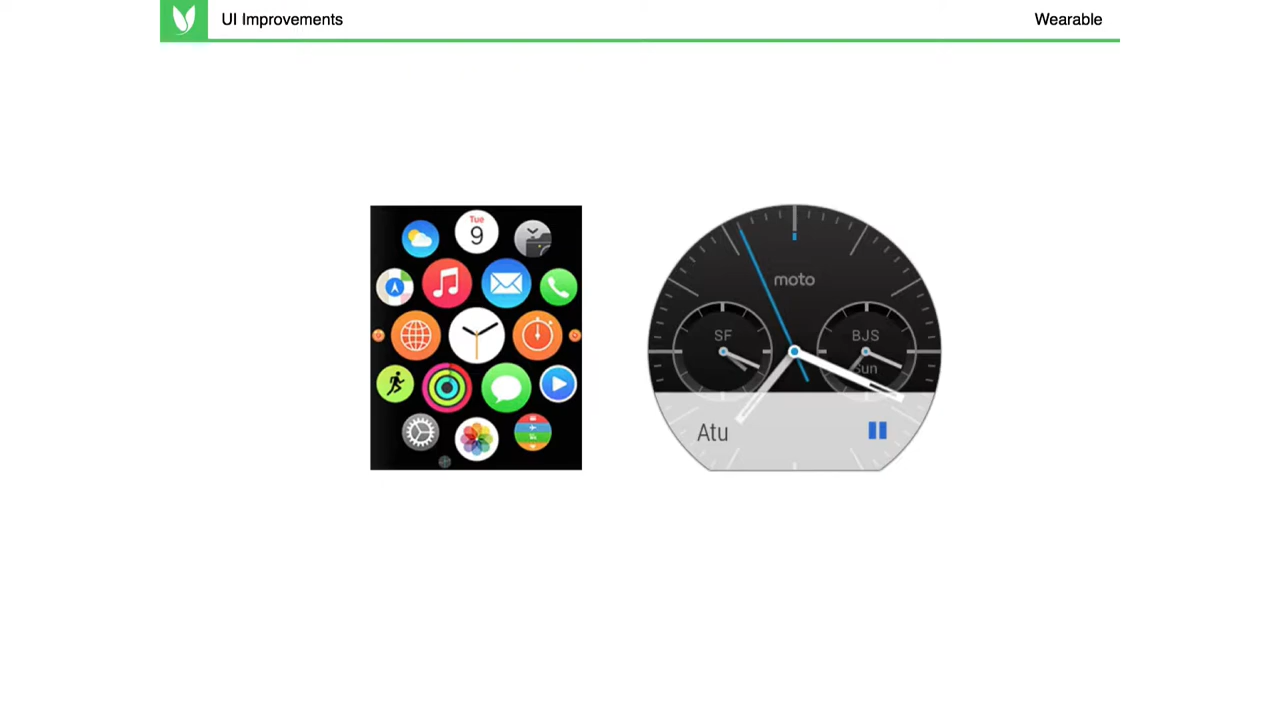 UI Improvements
Wearable
Tue
9
moto
SF
BJS
Sun
Atu